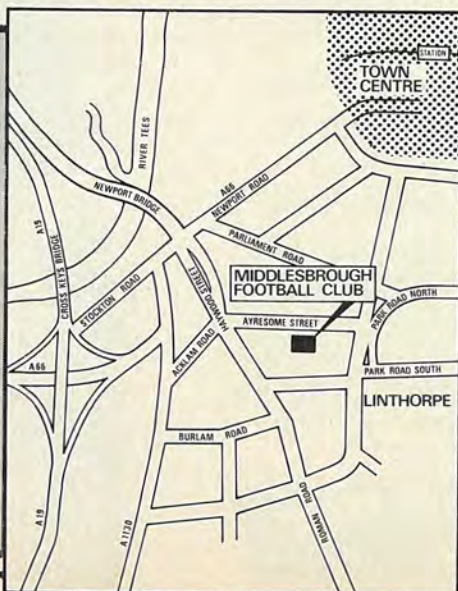 STATION
TOWN
CENTRE
RIVER TEES
A66
NEWPORT ROAD
NEWPORT BRIDGE
A19
CROSS KEYS BRIDGE
PARLIAMENT ROAD
STOCKTON ROAD
HAYWOOD STREET
MIDDLESBROUGH
FOOTBALL CLUB
PARK ROAD NORTH
AYRESOME STREET
A66
ACKLAM ROAD
PARK ROAD SOUTH
LINTHORPE
BURLAM ROAD
ROMAN ROAD
A19
A1130